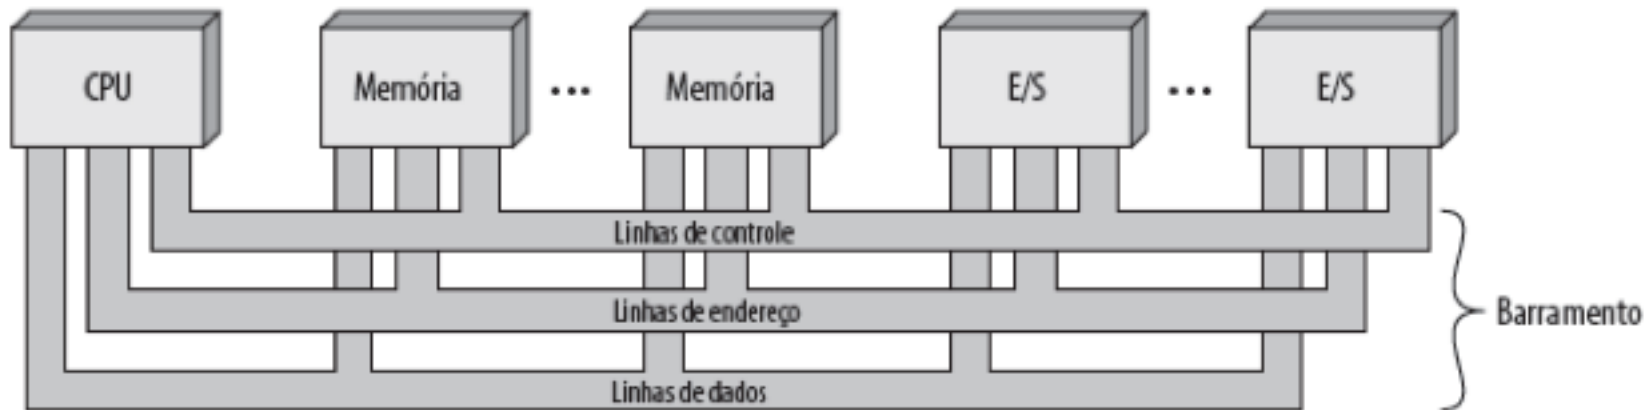 CPU
Memória
...
Memória
E/S
...
E/S
Linhas de controle
Linhas de endereço
Linhas de dados
Barramento